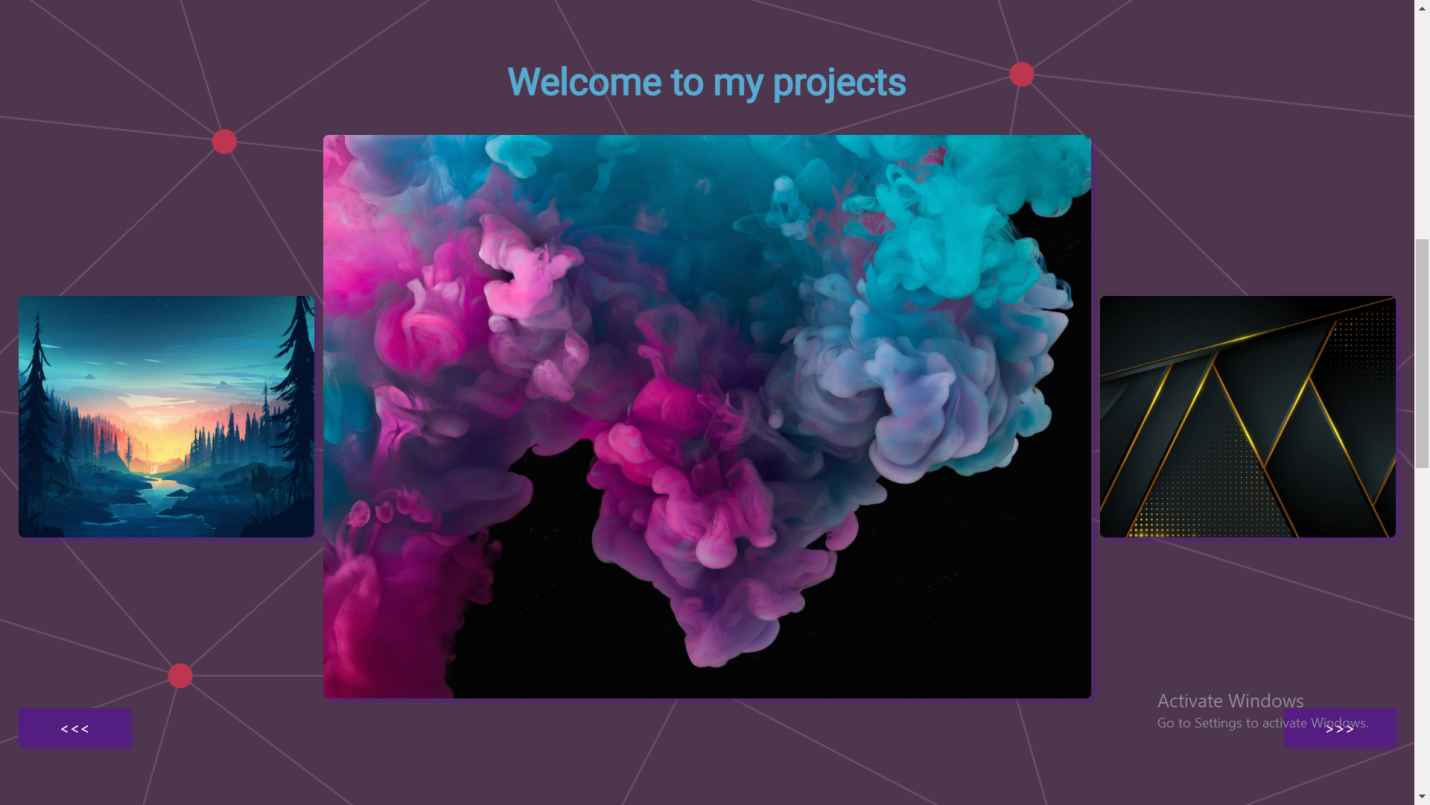 Welcome to my projects
Activate Windows
Go to Settings to activate Windows.
<<<
>>>